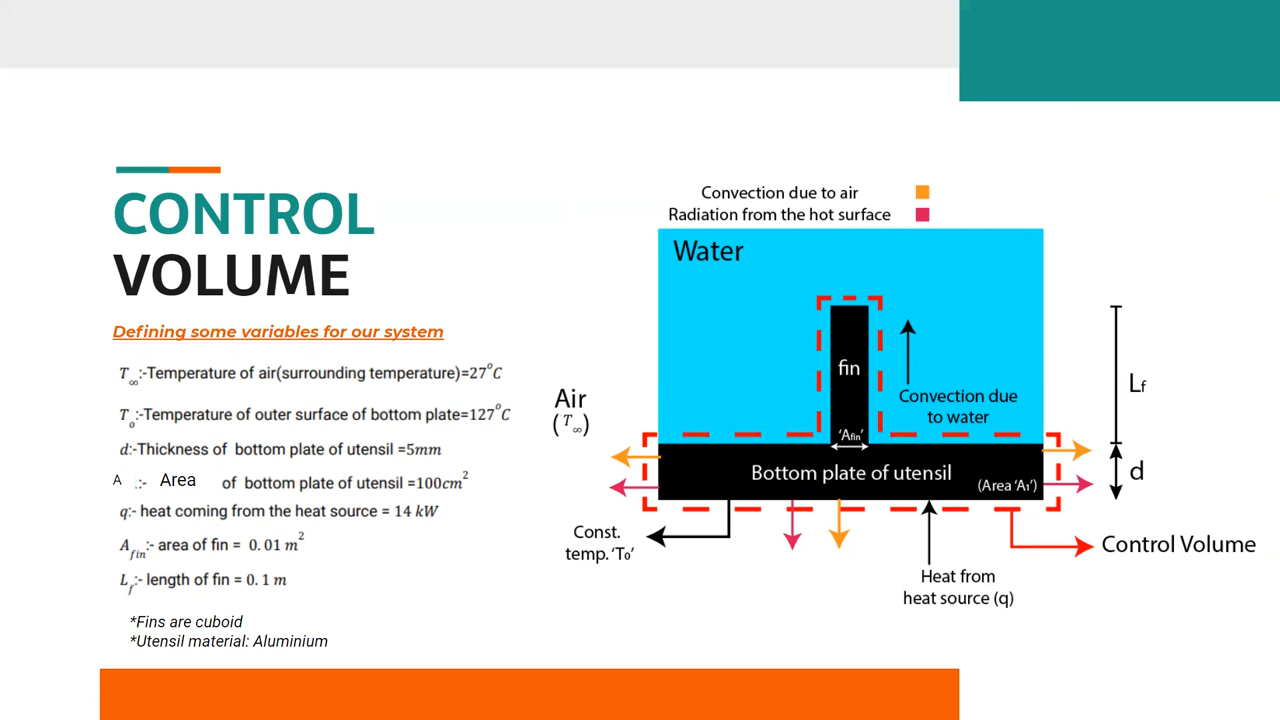 CONTROL
VOLUME
Defining some variables for our system
T∞:-Temperature of air(surrounding temperature)=27°C
To:-Temperature of outer surface of bottom plate=127°C
d:-Thickness of bottom plate of utensil =5mm
A :- Area of bottom plate of utensil =100cm²
q:- heat coming from the heat source = 14 kW
Afin:- area of fin = 0.01 m²
Lf:- length of fin = 0.1 m
*Fins are cuboid
*Utensil material: Aluminium
Convection due to air
Radiation from the hot surface
Water
fin
Convection due
to water
'Afin'
Air
(T∞)
Bottom plate of utensil
(Area 'A1')
Lf
d
Const.
temp. 'To'
Heat from
heat source (q)
Control Volume